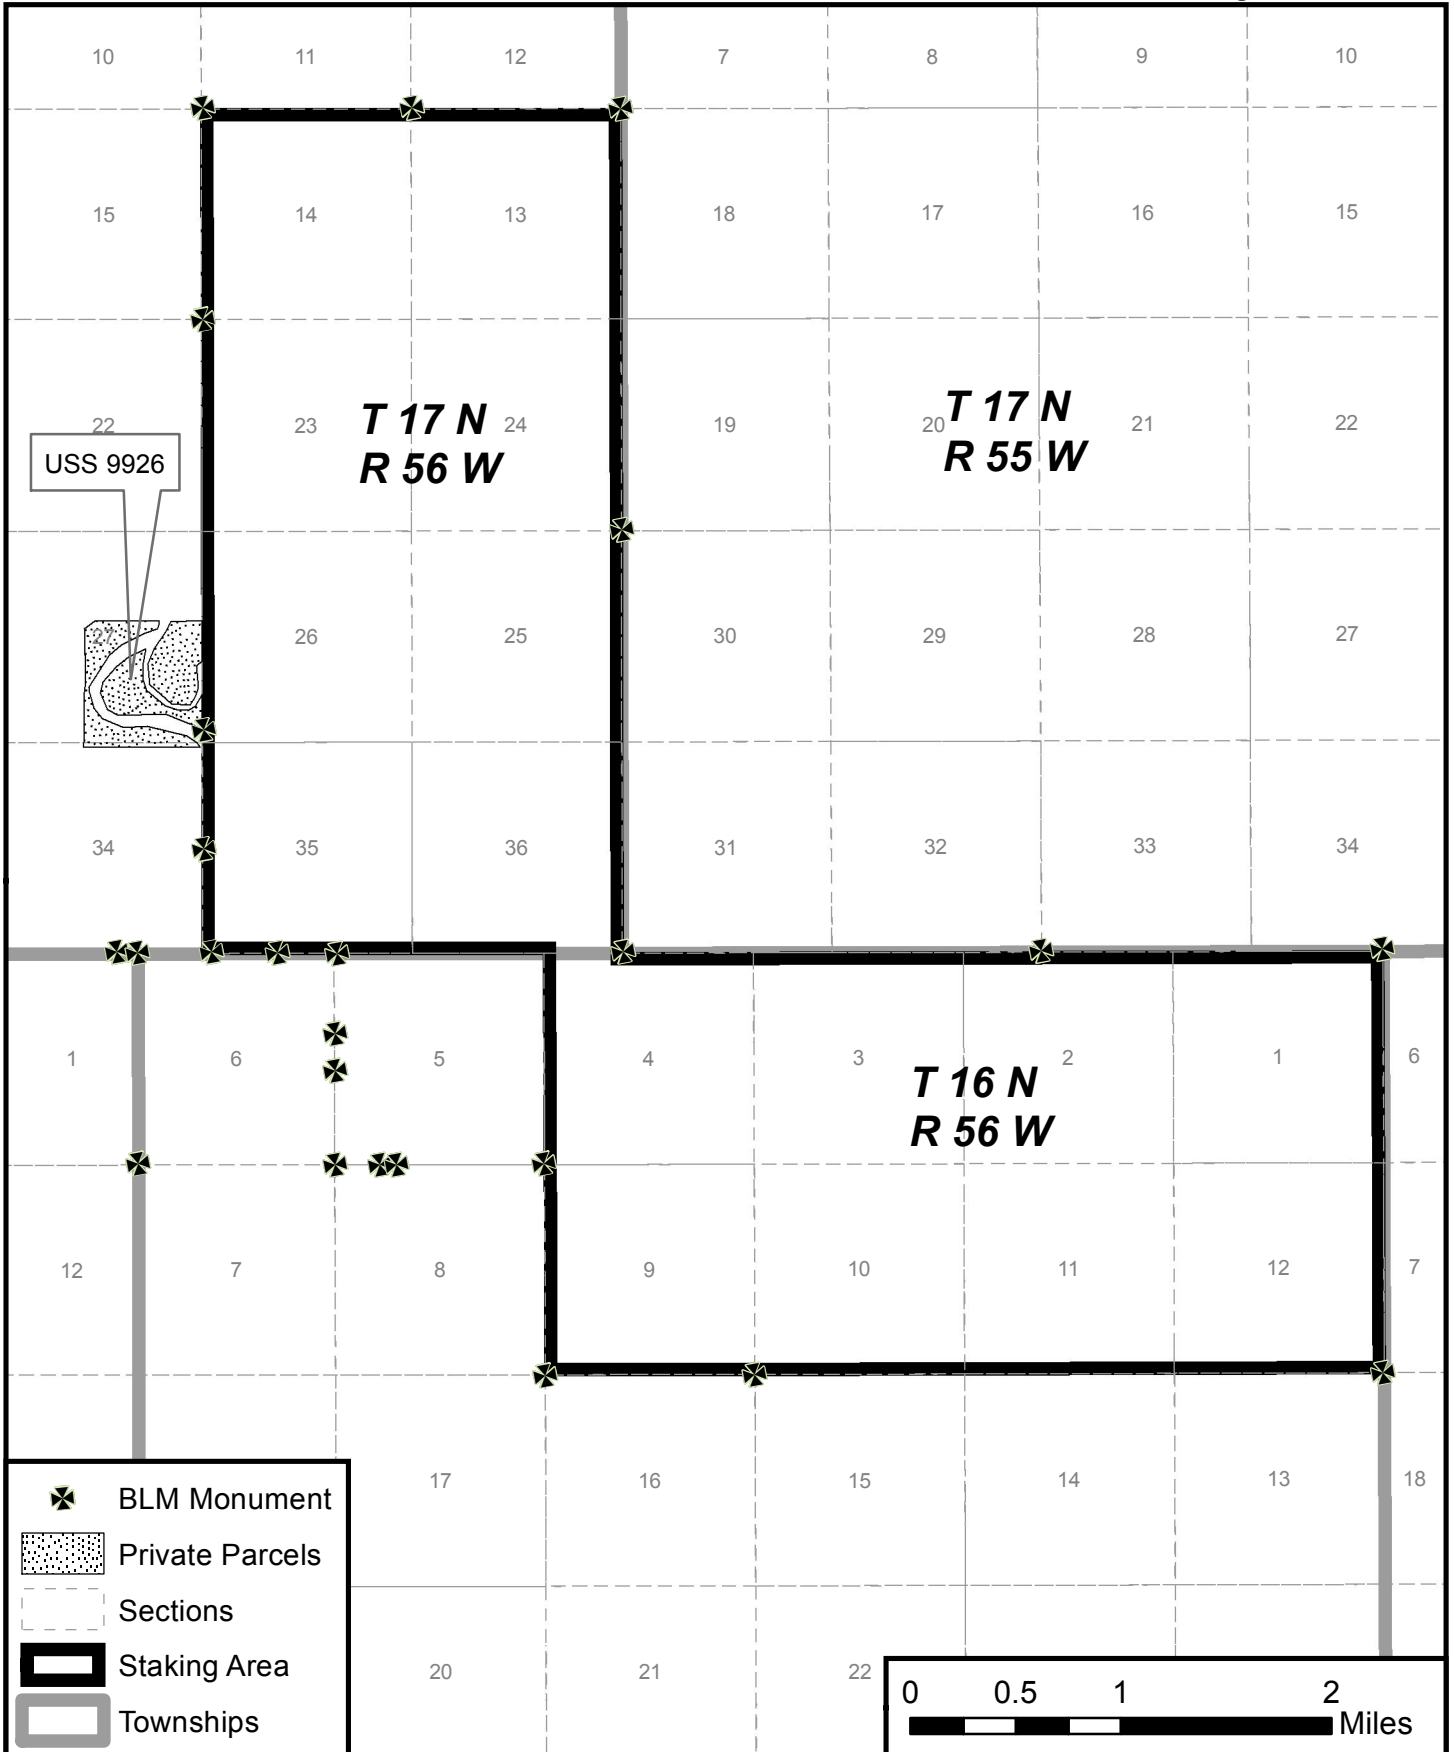 10 11 12 7 8 9 10
15 14 13 18 17 16 15
22 23 24 19 20 21 22
T 17 N
R 56 W
T 17 N
R 55 W
USS 9926
27 26 25 30 29 28 27
34 35 36 31 32 33 34
1 6 5 4 3 2 1 6
T 16 N
R 56 W
12 7 8 9 10 11 12 7
17 16 15 14 13 18
20 21 22
BLM Monument
Private Parcels
Sections
Staking Area
Townships
0 0.5 1 2
Miles